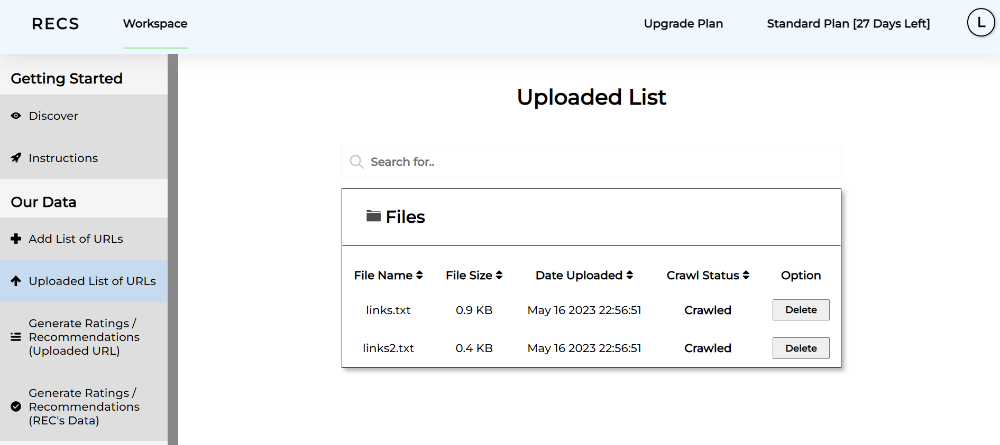 RECS
Workspace
Upgrade Plan
Standard Plan [27 Days Left]
L
Getting Started
Discover
Instructions
Our Data
Add List of URLs
Uploaded List of URLs
Generate Ratings /
Recommendations
(Uploaded URL)
Generate Ratings /
Recommendations
(REC's Data)
Uploaded List
Search for..
Files
File Name File Size Date Uploaded Crawl Status Option
links.txt 0.9 KB May 16 2023 22:56:51 Crawled Delete
links2.txt 0.4 KB May 16 2023 22:56:51 Crawled Delete